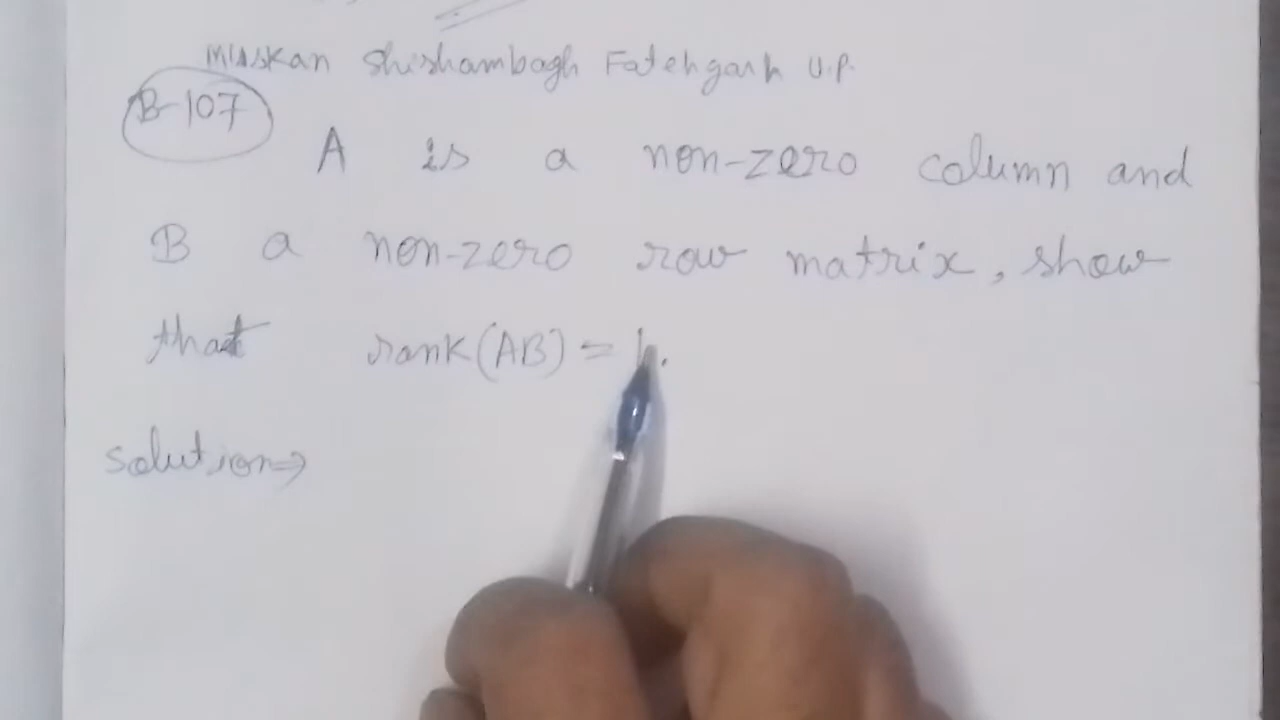 Muskan Shishambagh Fatehgarh U.P.
B-107
A is a non-zero column and
B a non-zero row matrix, show
that rank(AB) = 1.
Solution⇒